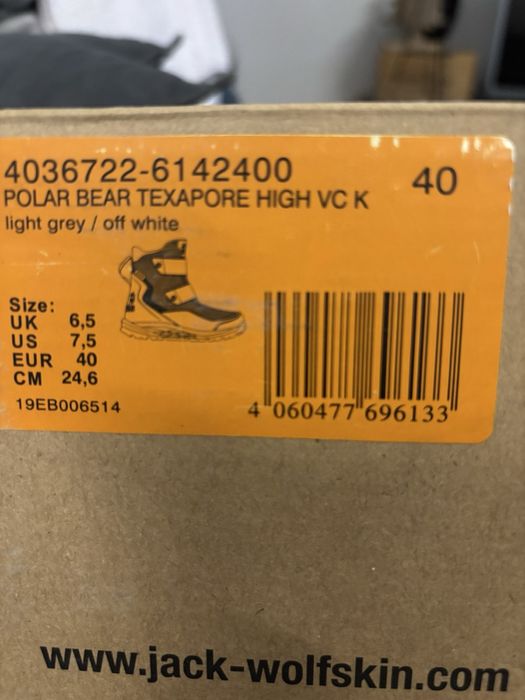 4036722-6142400
40
POLAR BEAR TEXAPORE HIGH VC K
light grey / off white
Size:
UK 6,5
US 7,5
EUR 40
CM 24,6
19EB006514
4 060477 696133
www.jack-wolfskin.com